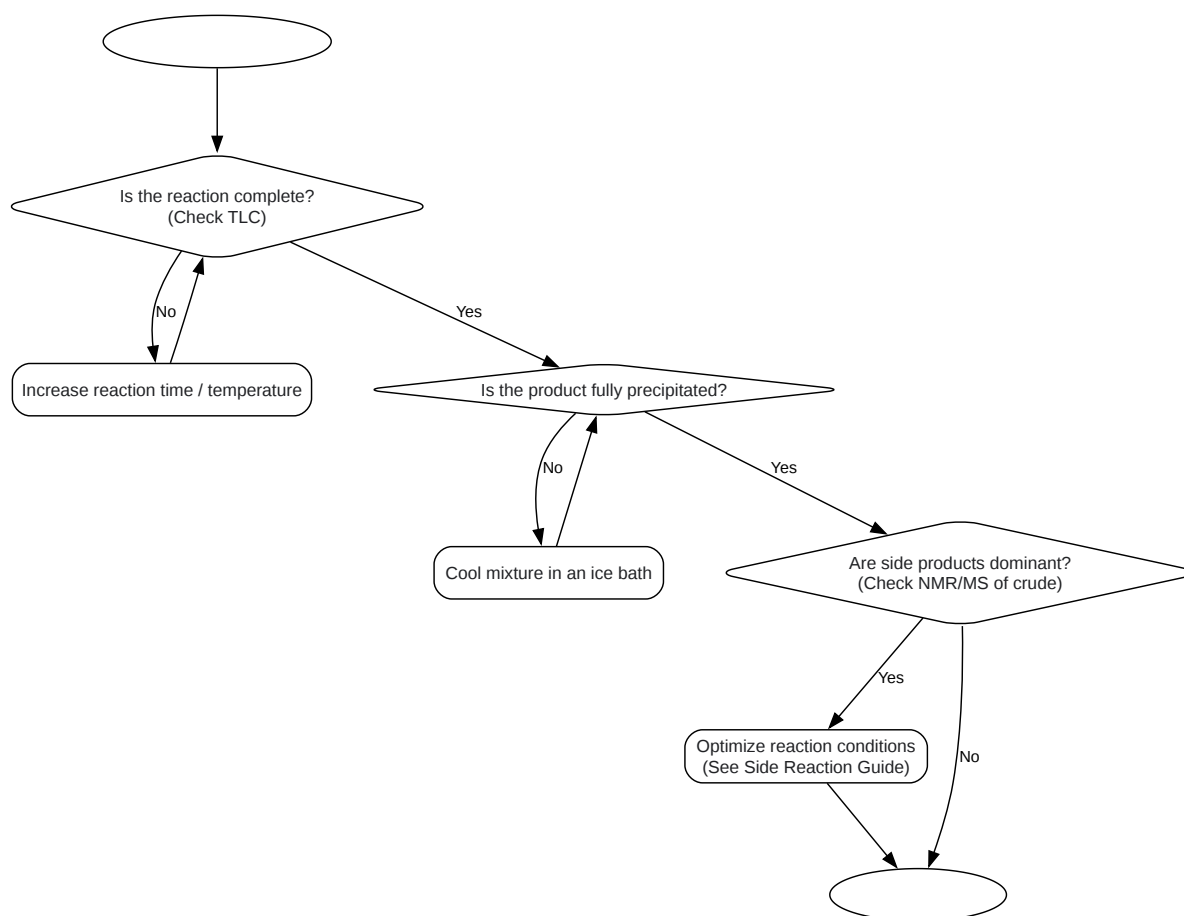 Is the reaction complete?
(Check TLC)
No
Yes
Increase reaction time / temperature
Is the product fully precipitated?
No
Yes
Cool mixture in an ice bath
Are side products dominant?
(Check NMR/MS of crude)
Yes
Optimize reaction conditions
(See Side Reaction Guide)
No